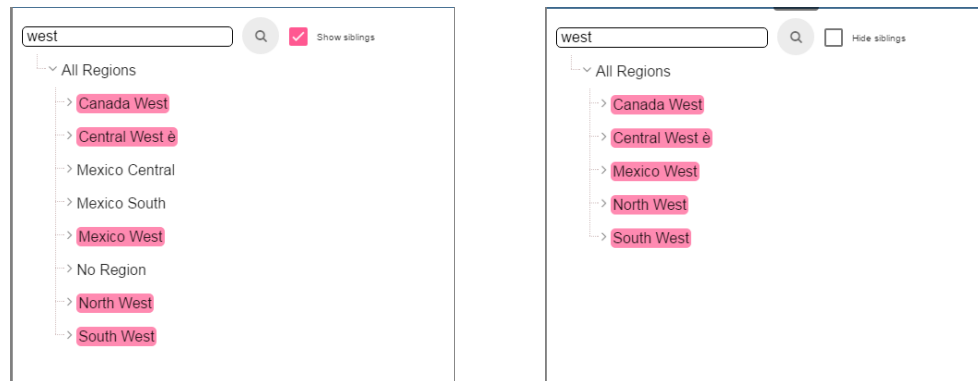 west
Show siblings
All Regions
Canada West
Central West è
Mexico Central
Mexico South
Mexico West
No Region
North West
South West
west
Hide siblings
All Regions
Canada West
Central West è
Mexico West
North West
South West